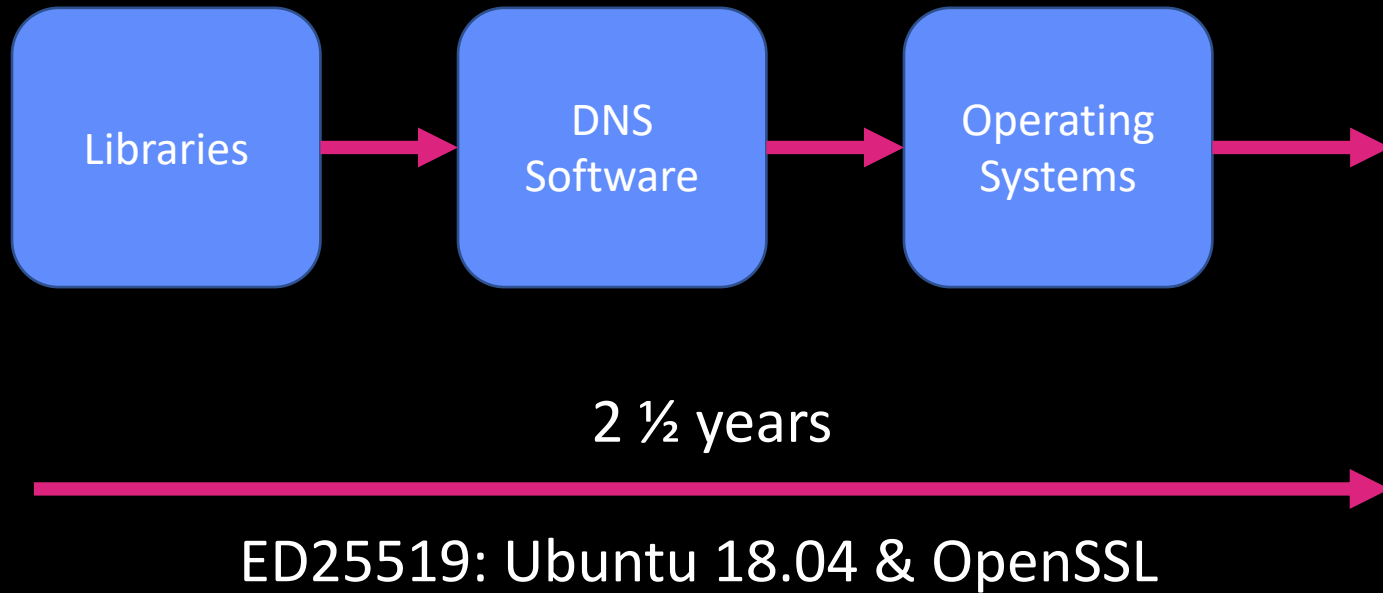 Libraries
DNS
Software
Operating
Systems
2 ½ years
ED25519: Ubuntu 18.04 & OpenSSL